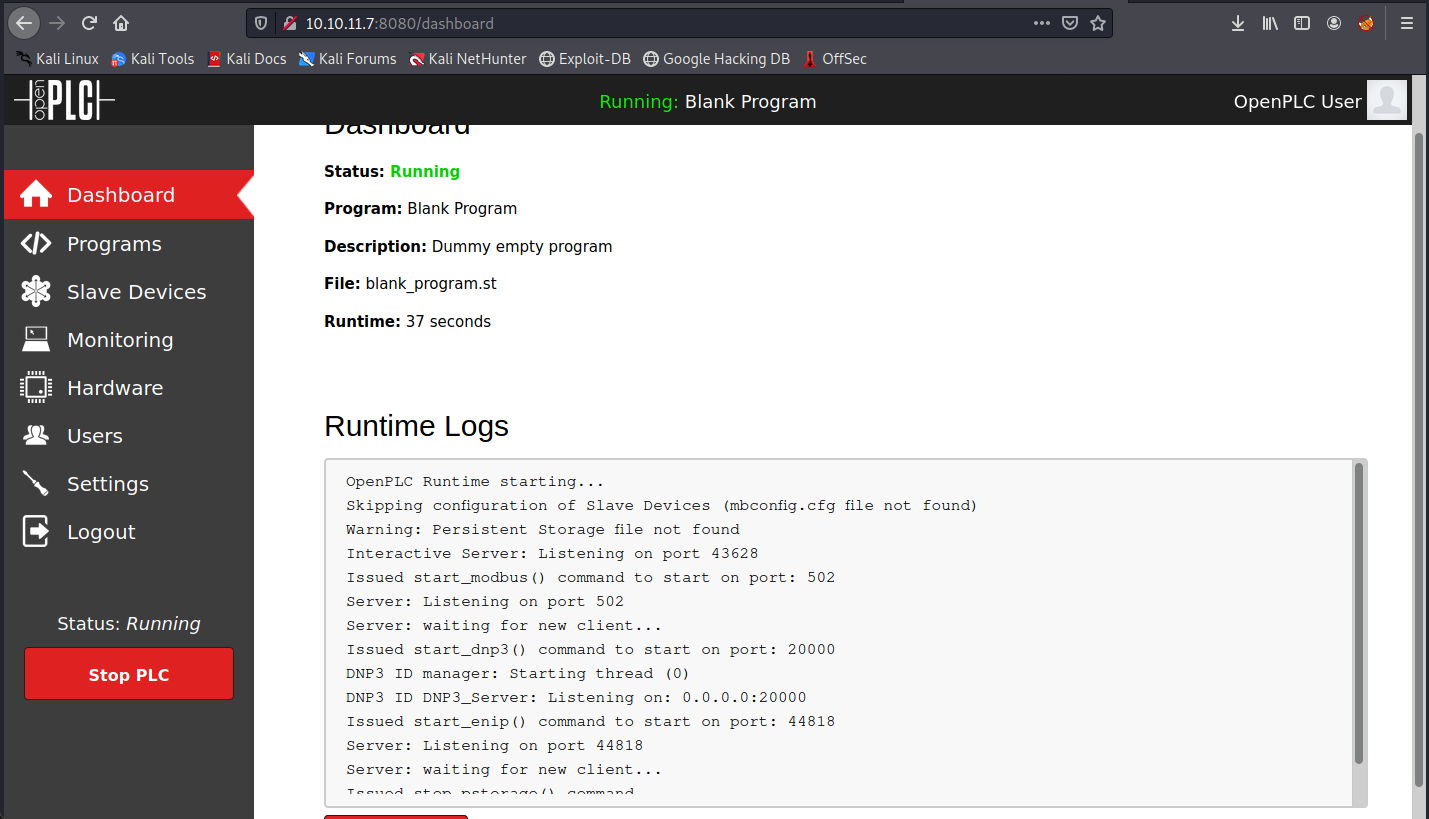 10.10.11.7:8080/dashboard
Kali Linux Kali Tools Kali Docs Kali Forums Kali NetHunter Exploit-DB Google Hacking DB OffSec
open PLC
Running: Blank Program
OpenPLC User
Dashboard
Programs
Slave Devices
Monitoring
Hardware
Users
Settings
Logout
Status: Running
Stop PLC
Dashboard
Status: Running
Program: Blank Program
Description: Dummy empty program
File: blank_program.st
Runtime: 37 seconds
Runtime Logs
OpenPLC Runtime starting...
Skipping configuration of Slave Devices (mbconfig.cfg file not found)
Warning: Persistent Storage file not found
Interactive Server: Listening on port 43628
Issued start_modbus() command to start on port: 502
Server: Listening on port 502
Server: waiting for new client...
Issued start_dnp3() command to start on port: 20000
DNP3 ID manager: Starting thread (0)
DNP3 ID DNP3_Server: Listening on: 0.0.0.0:20000
Issued start_enip() command to start on port: 44818
Server: Listening on port 44818
Server: waiting for new client...
Issued stop_pstorage() command